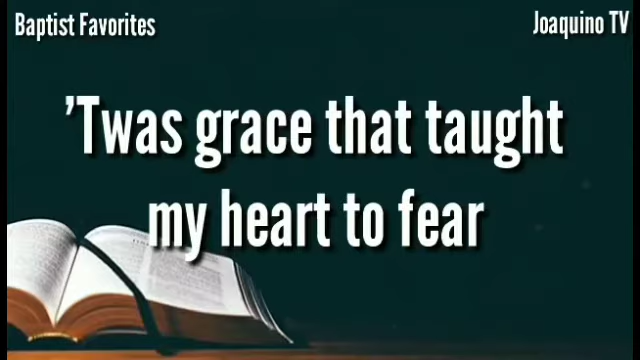 Baptist Favorites
Joaquino TV
'Twas grace that taught
my heart to fear